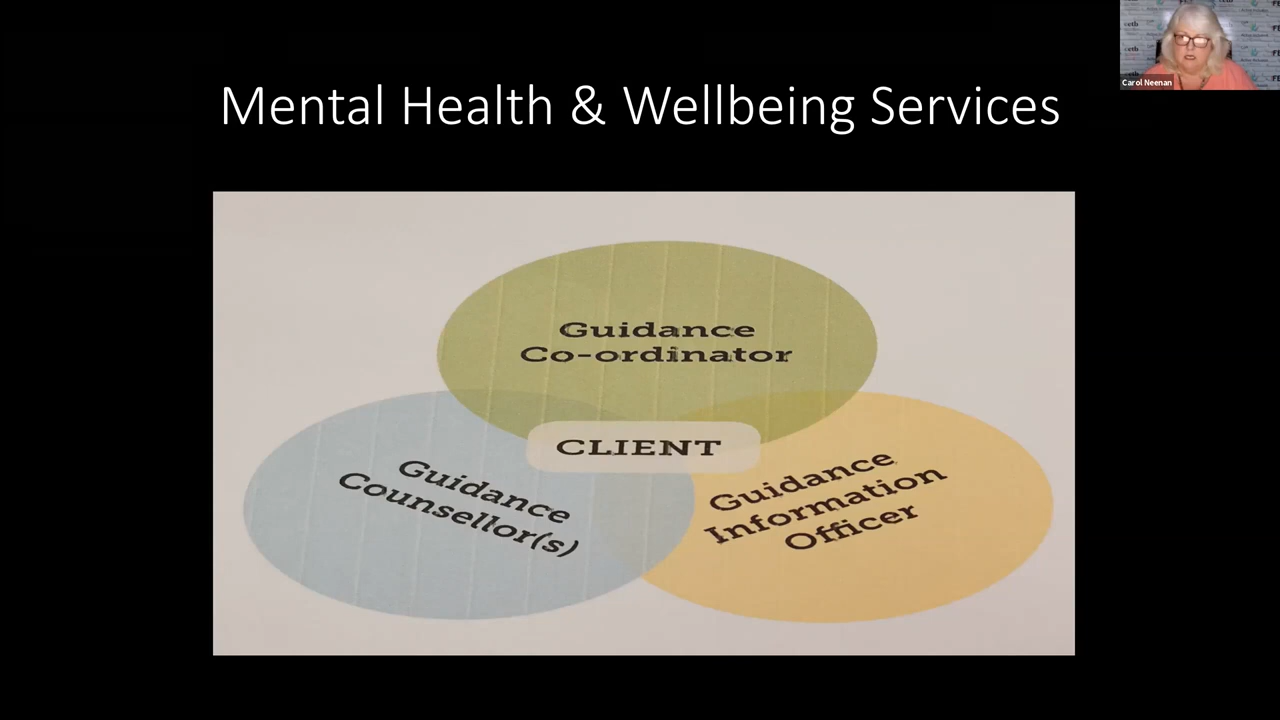 Mental Health & Wellbeing Services
Carol Neenan
Guidance
Co-ordinator
CLIENT
Guidance
Counsellor(s)
Guidance
Information
Officer